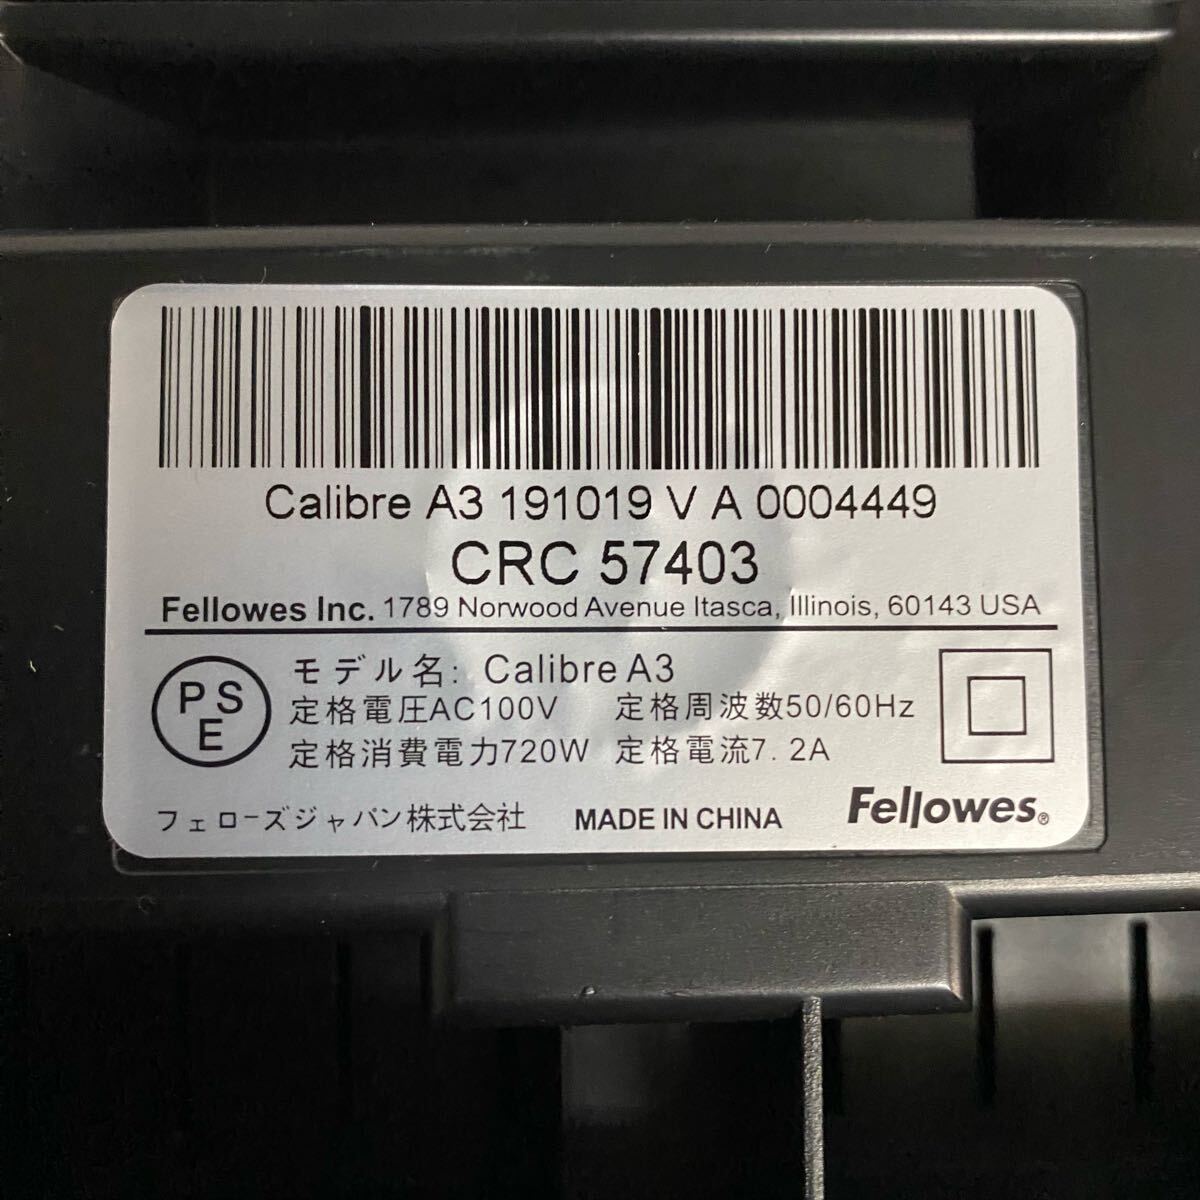 Calibre A3 191019 V A 0004449
CRC 57403
Fellowes Inc. 1789 Norwood Avenue Itasca, Illinois, 60143 USA
PSE
モデル名: Calibre A3
定格電圧AC100V 定格周波数50/60Hz
定格消費電力720W 定格電流7.2A
フェローズジャパン株式会社 MADE IN CHINA Fellowes®